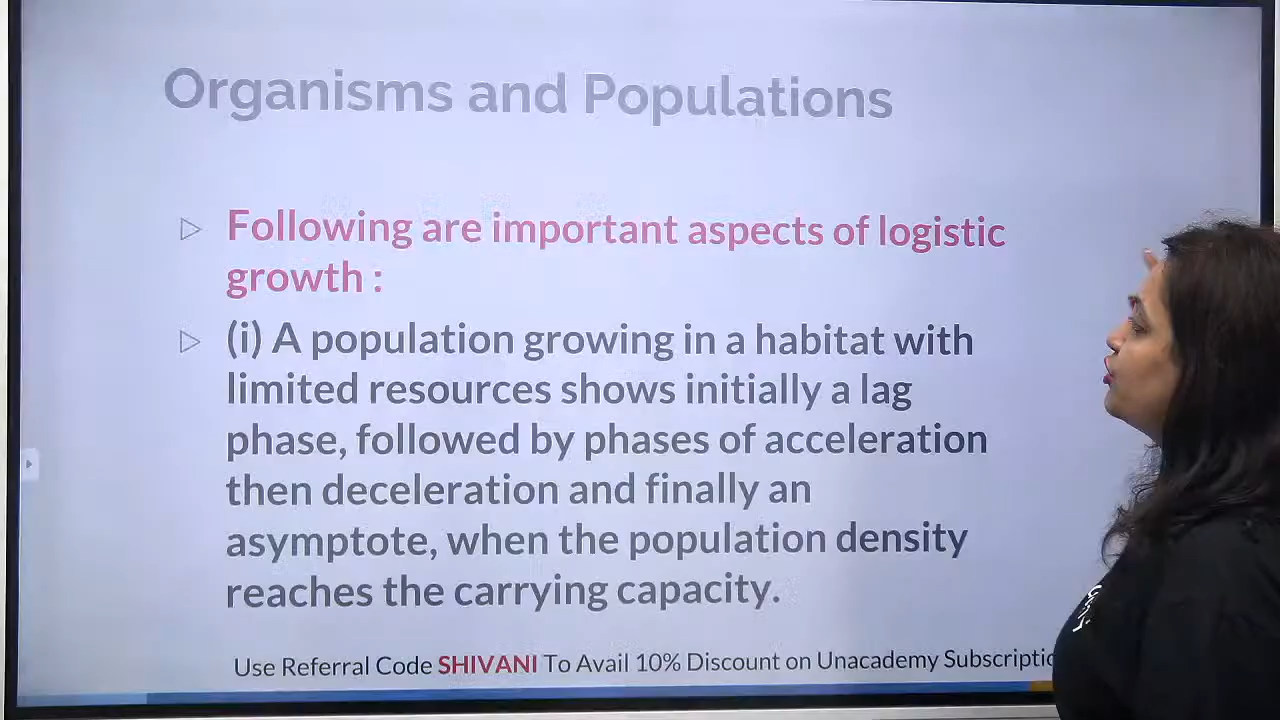 Organisms and Populations
Following are important aspects of logistic
growth :
(i) A population growing in a habitat with
limited resources shows initially a lag
phase, followed by phases of acceleration
then deceleration and finally an
asymptote, when the population density
reaches the carrying capacity.
Use Referral Code SHIVANI To Avail 10% Discount on Unacademy